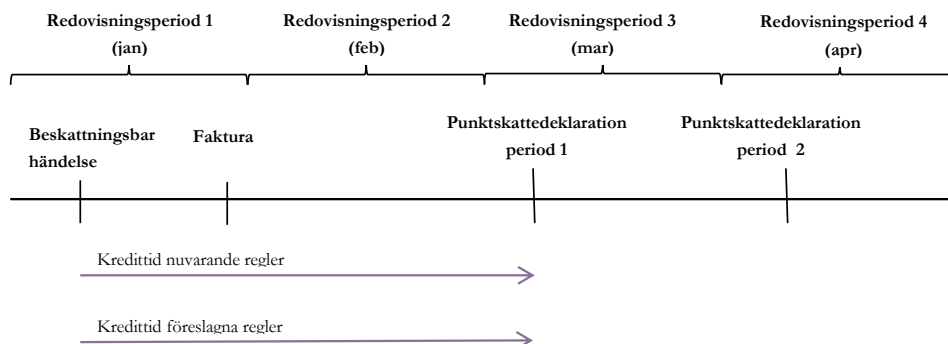 Redovisningsperiod 1
(jan)
Redovisningsperiod 2
(feb)
Redovisningsperiod 3
(mar)
Redovisningsperiod 4
(apr)
Beskattningsbar
händelse
Faktura
Punktskattedeklaration
period 1
Punktskattedeklaration
period 2
Kredittid nuvarande regler
Kredittid föreslagna regler